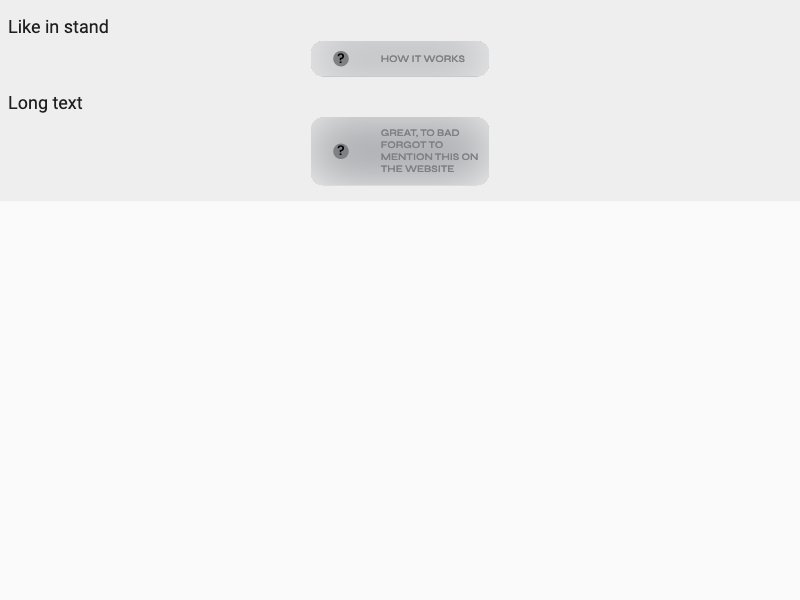 Like in stand
? HOW IT WORKS
Long text
GREAT, TO BAD
FORGOT TO
? MENTION THIS ON
THE WEBSITE